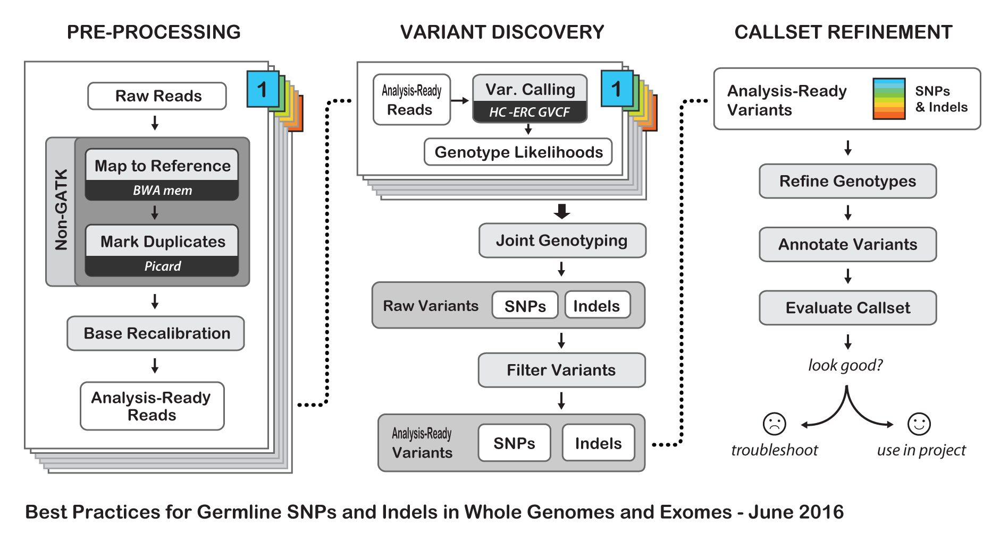 PRE-PROCESSING
1
Raw Reads
Non-GATK
Map to Reference
BWA mem
Mark Duplicates
Picard
Base Recalibration
Analysis-Ready
Reads
VARIANT DISCOVERY
1
Analysis-Ready
Reads
Var. Calling
HC -ERC GVCF
Genotype Likelihoods
Joint Genotyping
Raw Variants
SNPs
Indels
Filter Variants
Analysis-Ready
Variants
SNPs
Indels
CALLSET REFINEMENT
Analysis-Ready
Variants
SNPs
& Indels
Refine Genotypes
Annotate Variants
Evaluate Callset
look good?
troubleshoot
use in project
Best Practices for Germline SNPs and Indels in Whole Genomes and Exomes - June 2016